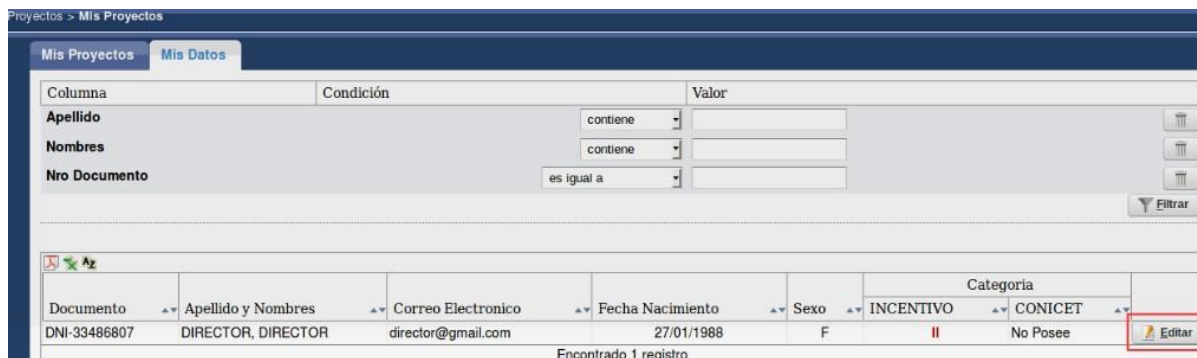 Proyectos > Mis Proyectos
Mis Proyectos Mis Datos
Columna Condición Valor
Apellido contiene
Nombres contiene
Nro Documento es igual a
Filtrar
Categoria
Documento Apellido y Nombres Correo Electronico Fecha Nacimiento Sexo INCENTIVO CONICET
DNI-33486807 DIRECTOR, DIRECTOR director@gmail.com 27/01/1988 F II No Posee Editar
Encontrado 1 registro